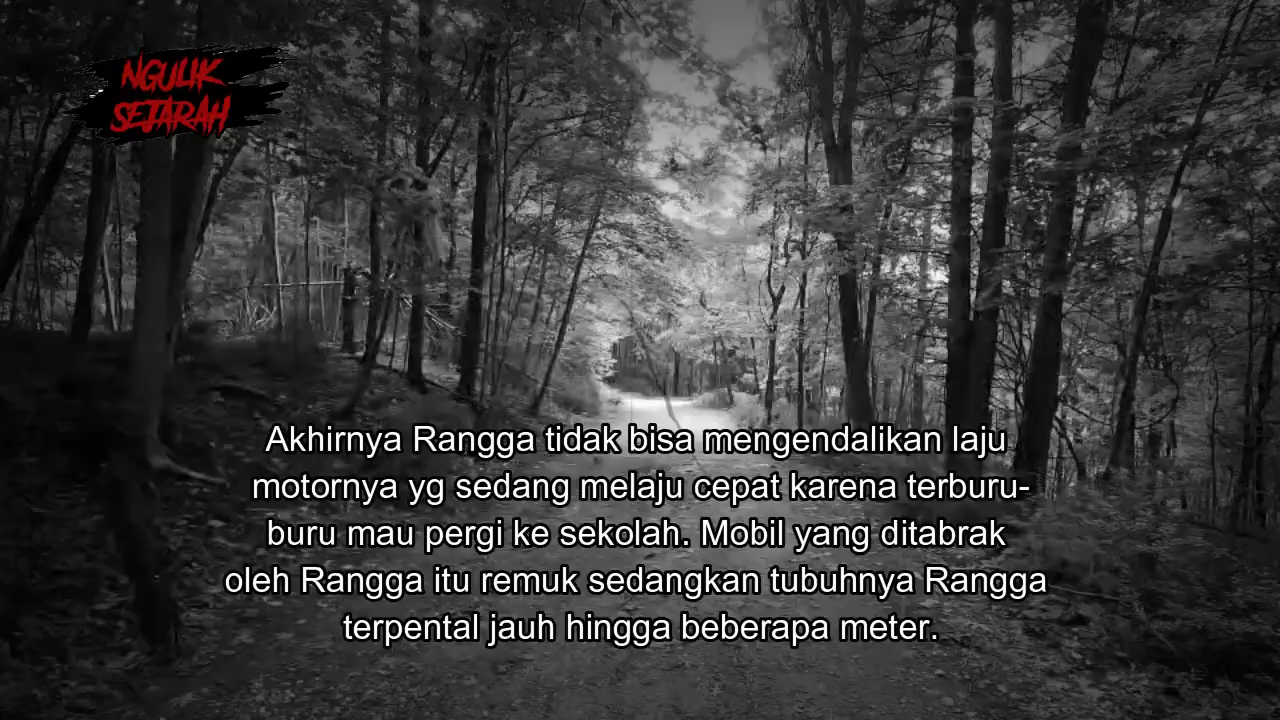 NGULIK
SEJARAH
Akhirnya Rangga tidak bisa mengendalikan laju
motornya yg sedang melaju cepat karena terburu-
buru mau pergi ke sekolah. Mobil yang ditabrak
oleh Rangga itu remuk sedangkan tubuhnya Rangga
terpental jauh hingga beberapa meter.